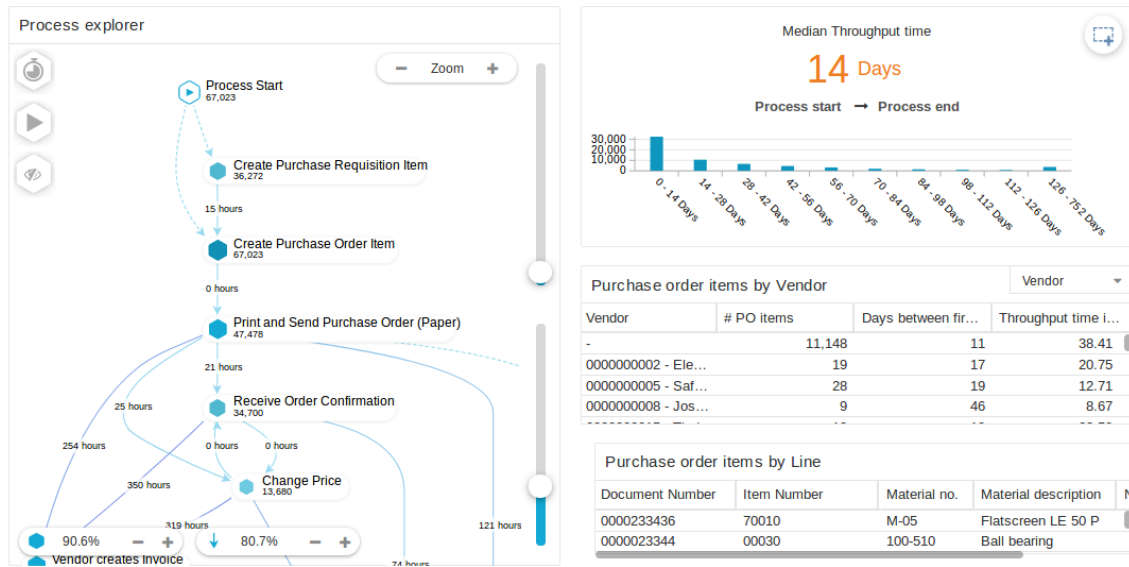 Process explorer
Zoom
Process Start
67,023
Create Purchase Requisition Item
36,272
15 hours
Create Purchase Order Item
67,023
0 hours
Print and Send Purchase Order (Paper)
47,478
21 hours
25 hours
Receive Order Confirmation
34,700
254 hours
0 hours
0 hours
350 hours
Change Price
13,680
319 hours
121 hours
90.6%
80.7%
Vendor creates Invoice
74 hours
Median Throughput time
14 Days
Process start → Process end
30,000
20,000
10,000
0
0 - 14 Days
14 - 28 Days
28 - 42 Days
42 - 56 Days
56 - 70 Days
70 - 84 Days
84 - 98 Days
98 - 112 Days
112 - 126 Days
126 - 752 Days
Purchase order items by Vendor
Vendor
Vendor # PO items Days between fir... Throughput time i...
- 11,148 11 38.41
0000000002 - Ele... 19 17 20.75
0000000005 - Saf... 28 19 12.71
0000000008 - Jos... 9 46 8.67
Purchase order items by Line
Document Number Item Number Material no. Material description
0000233436 70010 M-05 Flatscreen LE 50 P
0000023344 00030 100-510 Ball bearing